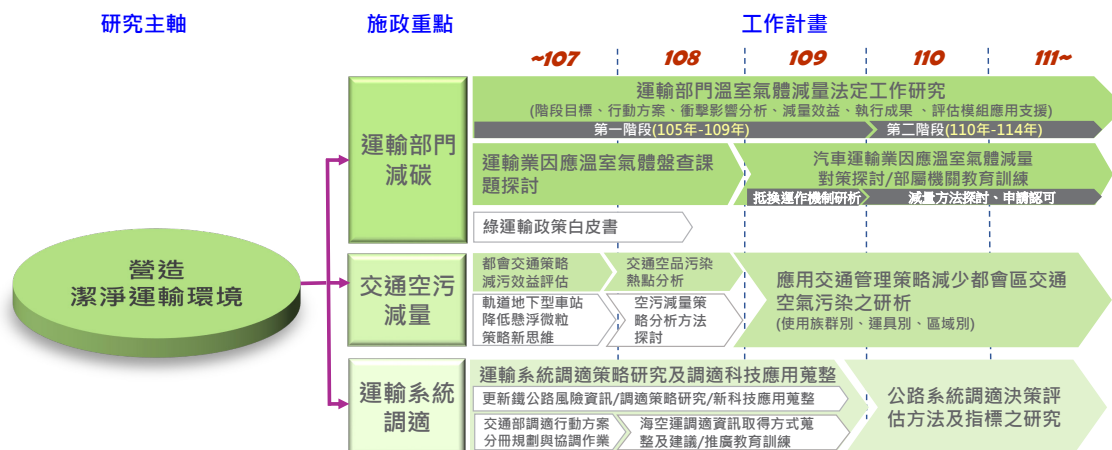 研究主軸
施政重點
工作計畫
~107
108
109
110
111~
營造
潔淨運輸環境
運輸部門
減碳
運輸部門溫室氣體減量法定工作研究
(階段目標、行動方案、衝擊影響分析、減量效益、執行成果、評估模組應用支援)
第一階段(105年-109年)
第二階段(110年-114年)
運輸業因應溫室氣體盤查課
題探討
汽車運輸業因應溫室氣體減量
對策探討/部屬機關教育訓練
抵換運作機制研析
減量方法探討、申請認可
綠運輸政策白皮書
交通空污
減量
都會交通策略
減污效益評估
交通空品污染
熱點分析
軌道地下型車站
降低懸浮微粒
策略新思維
空污減量策
略分析方法
探討
應用交通管理策略減少都會區交通
空氣污染之研析
(使用族群別、運具別、區域別)
運輸系統
調適
運輸系統調適策略研究及調適科技應用蒐整
更新鐵公路風險資訊/調適策略研究/新科技應用蒐整
交通部調適行動方案
分冊規劃與協調作業
海空運調適資訊取得方式蒐
整及建議/推廣教育訓練
公路系統調適決策評
估方法及指標之研究